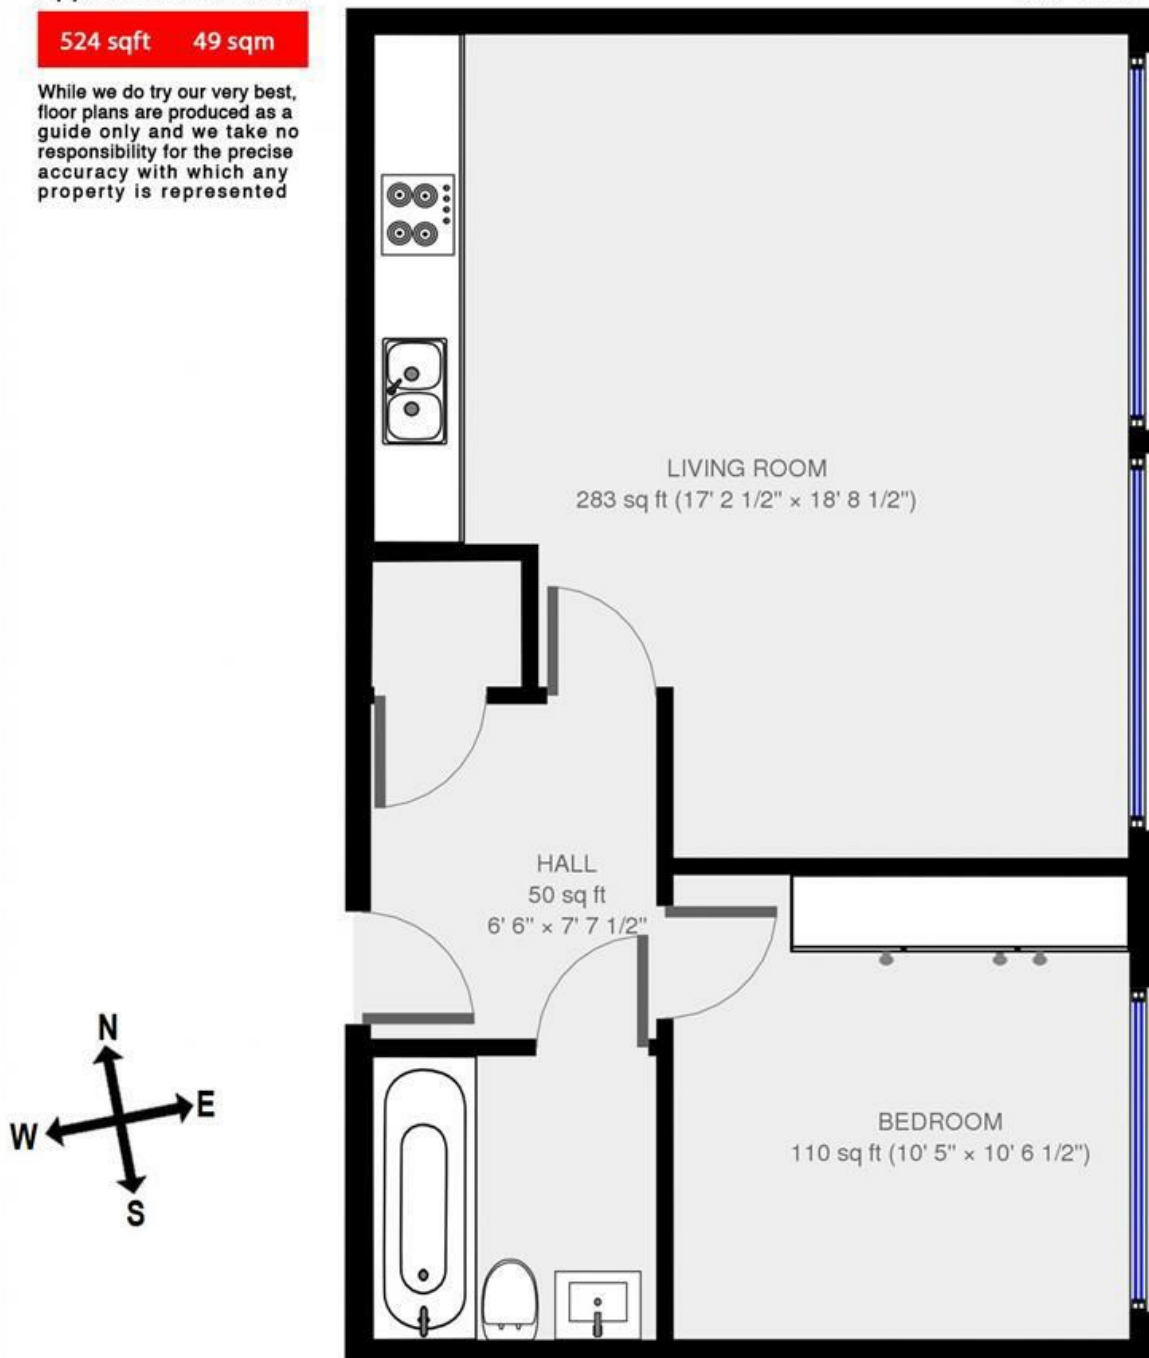 524 sqft 49 sqm
While we do try our very best,
floor plans are produced as a
guide only and we take no
responsibility for the precise
accuracy with which any
property is represented
LIVING ROOM
283 sq ft (17' 2 1/2" × 18' 8 1/2")
HALL
50 sq ft
6' 6" × 7' 7 1/2"
BEDROOM
110 sq ft (10' 5" × 10' 6 1/2")
N
E
W
S